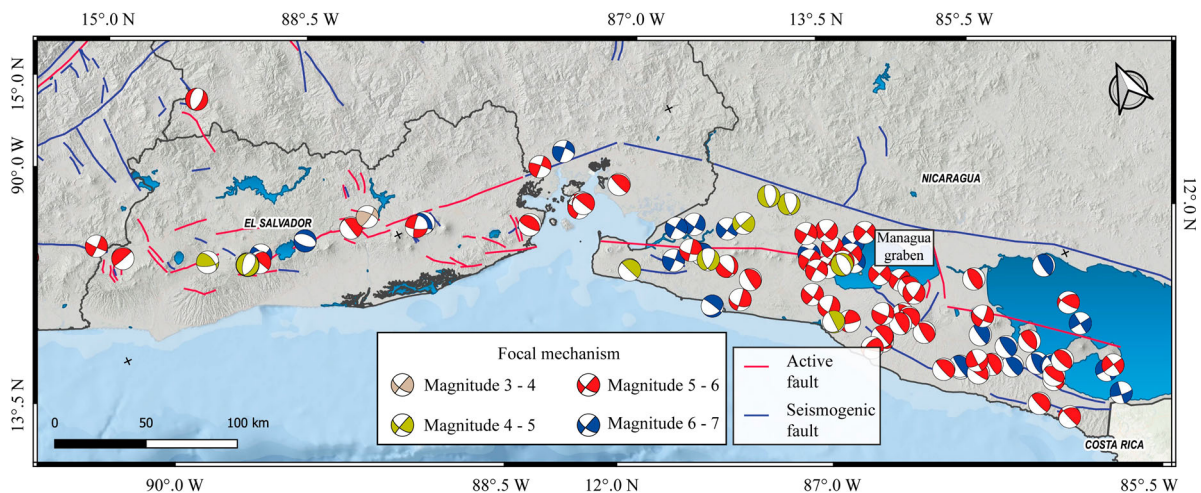 15.0 N
88.5 W
87.0 W
13.5 N
85.5 W
15.0 N
90.0 W
NICARAGUA
12.0 N
EL SALVADOR
Managua
graben
Focal mechanism
Magnitude 3 - 4
Magnitude 5 - 6
Magnitude 4 - 5
Magnitude 6 - 7
Active
fault
Seismogenic
fault
13.5 N
0
50
100 km
COSTA RICA
90°.0 W
88°.5 W
12°.0 N
87°.0 W
85°.5 W